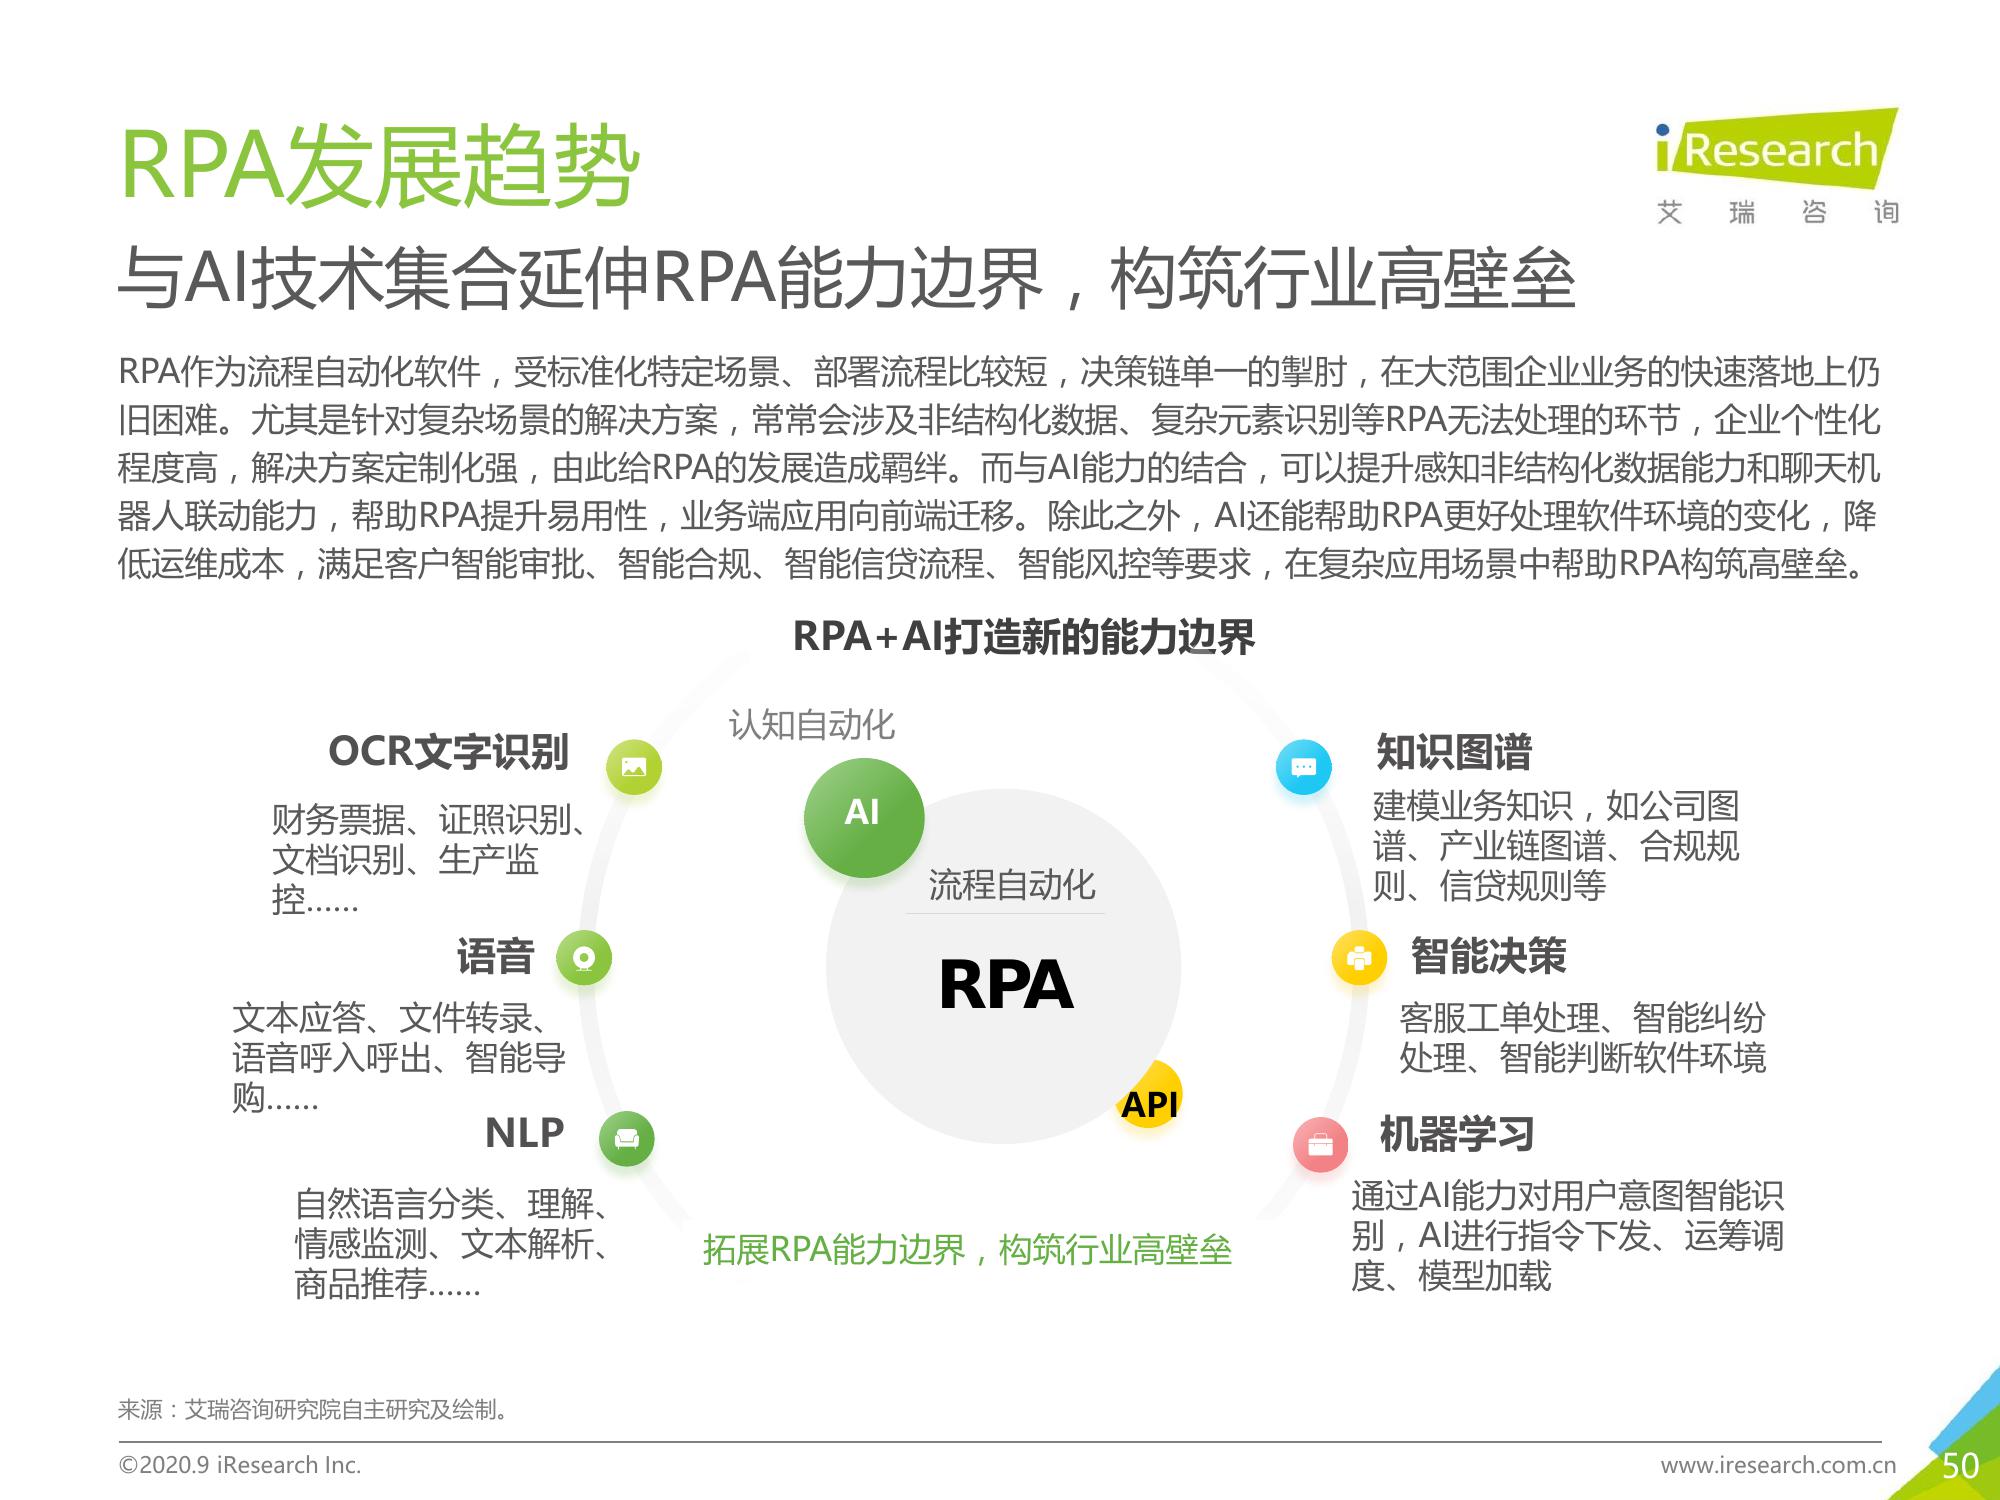 RPA发展趋势
iResearch
艾瑞咨询
与AI技术集合延伸RPA能力边界，构筑行业高壁垒
RPA作为流程自动化软件，受标准化特定场景、部署流程比较短，决策链单一的掣肘，在大范围企业业务的快速落地上仍
旧困难。尤其是针对复杂场景的解决方案，常常会涉及非结构化数据、复杂元素识别等RPA无法处理的环节，企业个性化
程度高，解决方案定制化强，由此给RPA的发展造成羁绊。而与AI能力的结合，可以提升感知非结构化数据能力和聊天机
器人联动能力，帮助RPA提升易用性，业务端应用向前端迁移。除此之外，AI还能帮助RPA更好处理软件环境的变化，降
低运维成本，满足客户智能审批、智能合规、智能信贷流程、智能风控等要求，在复杂应用场景中帮助RPA构筑高壁垒。
RPA+AI打造新的能力边界
认知自动化
AI
流程自动化
RPA
API
OCR文字识别
财务票据、证照识别、
文档识别、生产监
控……
语音
文本应答、文件转录、
语音呼入呼出、智能导
购……
NLP
自然语言分类、理解、
情感监测、文本解析、
商品推荐……
知识图谱
建模业务知识，如公司图
谱、产业链图谱、合规规
则、信贷规则等
智能决策
客服工单处理、智能纠纷
处理、智能判断软件环境
机器学习
通过AI能力对用户意图智能识
别，AI进行指令下发、运筹调
度、模型加载
拓展RPA能力边界，构筑行业高壁垒
来源：艾瑞咨询研究院自主研究及绘制。
©2020.9 iResearch Inc.
www.iresearch.com.cn
50